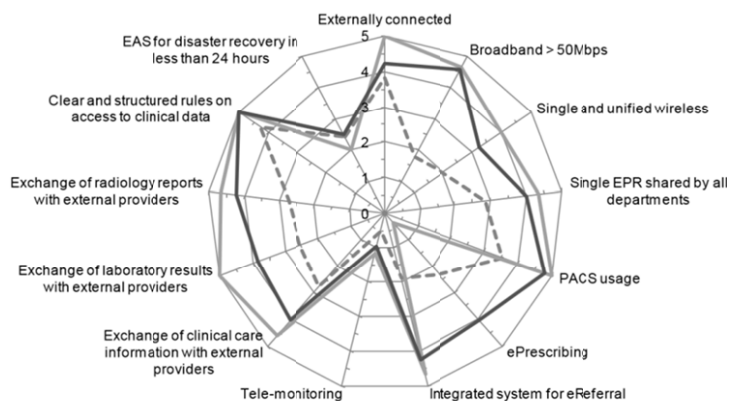 Externally connected
Broadband > 50Mbps
Single and unified wireless
Single EPR shared by all
departments
PACS usage
ePrescribing
Integrated system for eReferral
Tele-monitoring
Exchange of clinical care
information with external
providers
Exchange of laboratory results
with external providers
Exchange of radiology reports
with external providers
Clear and structured rules on
access to clinical data
EAS for disaster recovery in
less than 24 hours
5
4
3
2
1
0